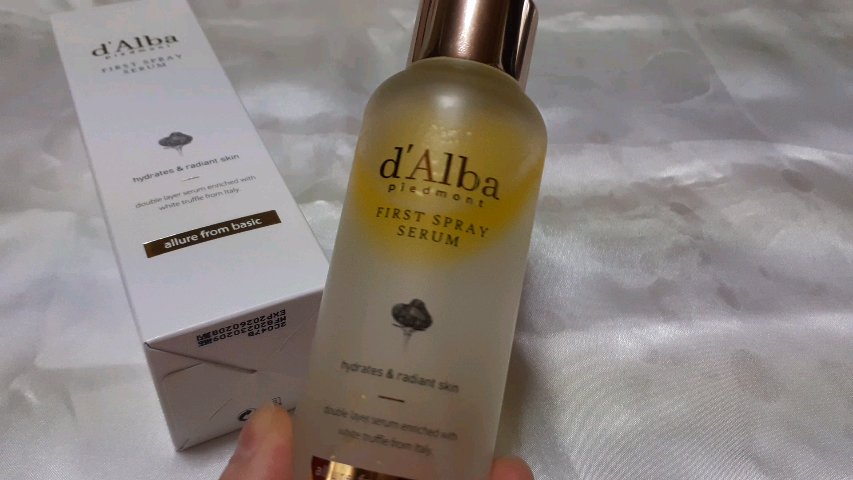 d'Alba
piedmont
FIRST SPRAY
SERUM
hydrates & radiant skin
double layer serum enriched with
white truffle from Italy.
allure from basic
d'Alba
piedmont
FIRST SPRAY
SERUM
hydrates & radiant skin
double layer serum enriched with
white truffle from Italy.